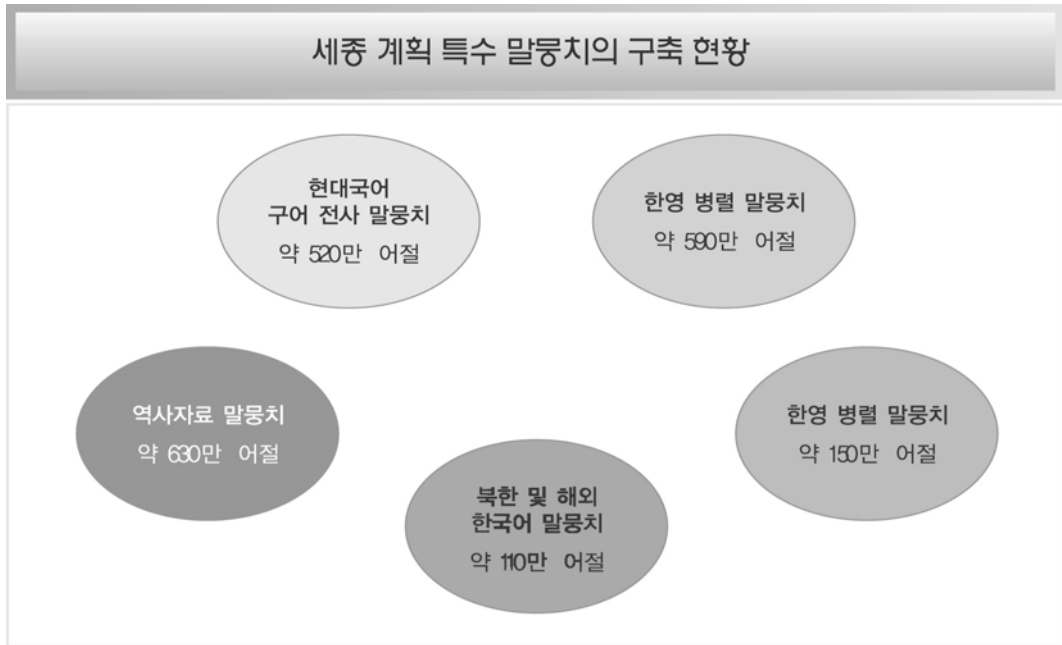 세종 계획 특수 말뭉치의 구축 현황
현대국어
구어 전사 말뭉치
약 520만 어절
한영 병렬 말뭉치
약 590만 어절
역사자료 말뭉치
약 630만 어절
한영 병렬 말뭉치
약 150만 어절
북한 및 해외
한국어 말뭉치
약 110만 어절